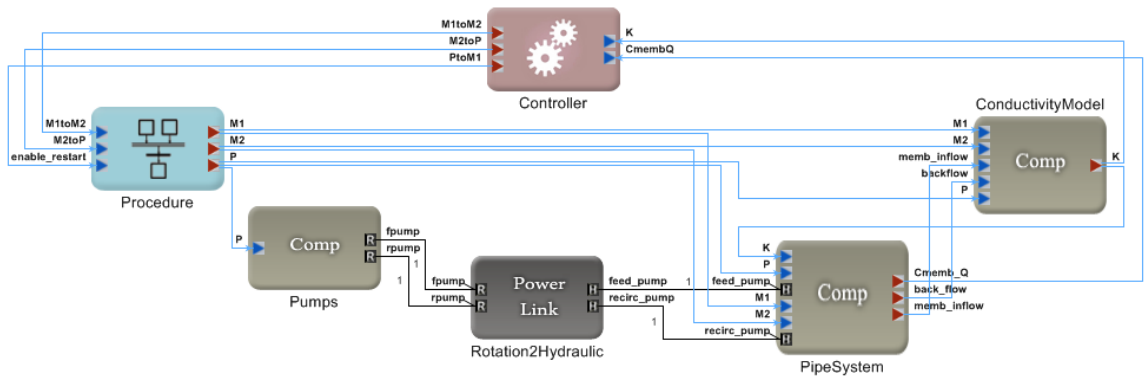 M1toM2
M2toP
PtoM1
K
CmembQ
Controller
M1toM2
M2toP
enable_restart
M1
M2
P
Procedure
ConductivityModel
M1
M2
memb_inflow
backflow
P
Comp
K
P
Comp
R
R
fpump
rpump
1
1
Pumps
fpump
rpump
R
R
Power
Link
H
H
feed_pump
recirc_pump
1
1
Rotation2Hydraulic
K
P
feed_pump
M1
M2
recirc_pump
H
H
Comp
Cmemb_Q
back_flow
memb_inflow
PipeSystem